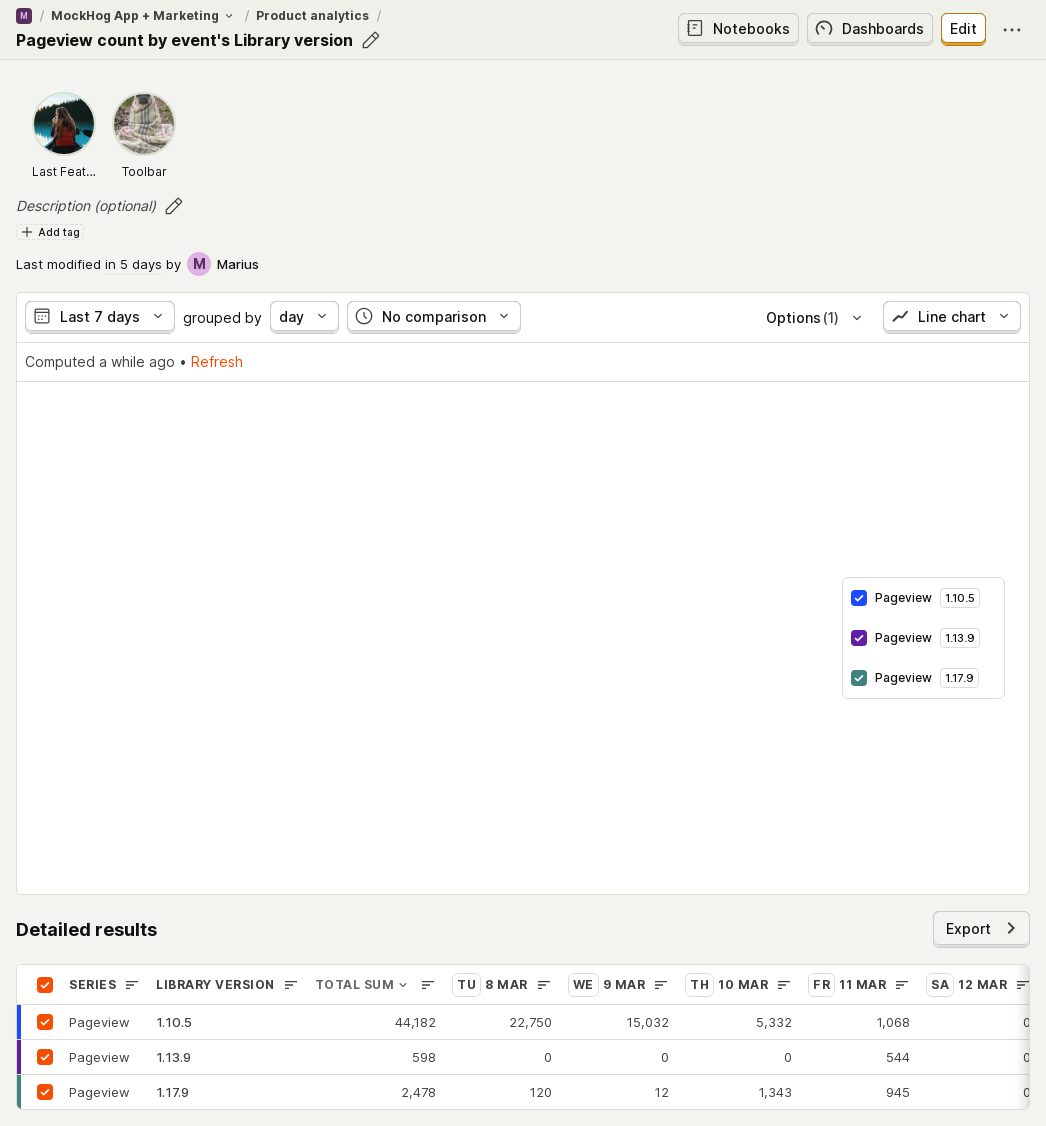 M / MockHog App + Marketing / Product analytics /
Pageview count by event's Library version
Notebooks Dashboards Edit
Last Feat... Toolbar
Description (optional)
Add tag
Last modified in 5 days by M Marius
Last 7 days grouped by day No comparison Options (1) Line chart
Computed a while ago • Refresh
Pageview 1.10.5
Pageview 1.13.9
Pageview 1.17.9
Detailed results Export
SERIES LIBRARY VERSION TOTAL SUM TU 8 MAR WE 9 MAR TH 10 MAR FR 11 MAR SA 12 MAR
Pageview 1.10.5 44,182 22,750 15,032 5,332 1,068 0
Pageview 1.13.9 598 0 0 0 544 0
Pageview 1.17.9 2,478 120 12 1,343 945 0